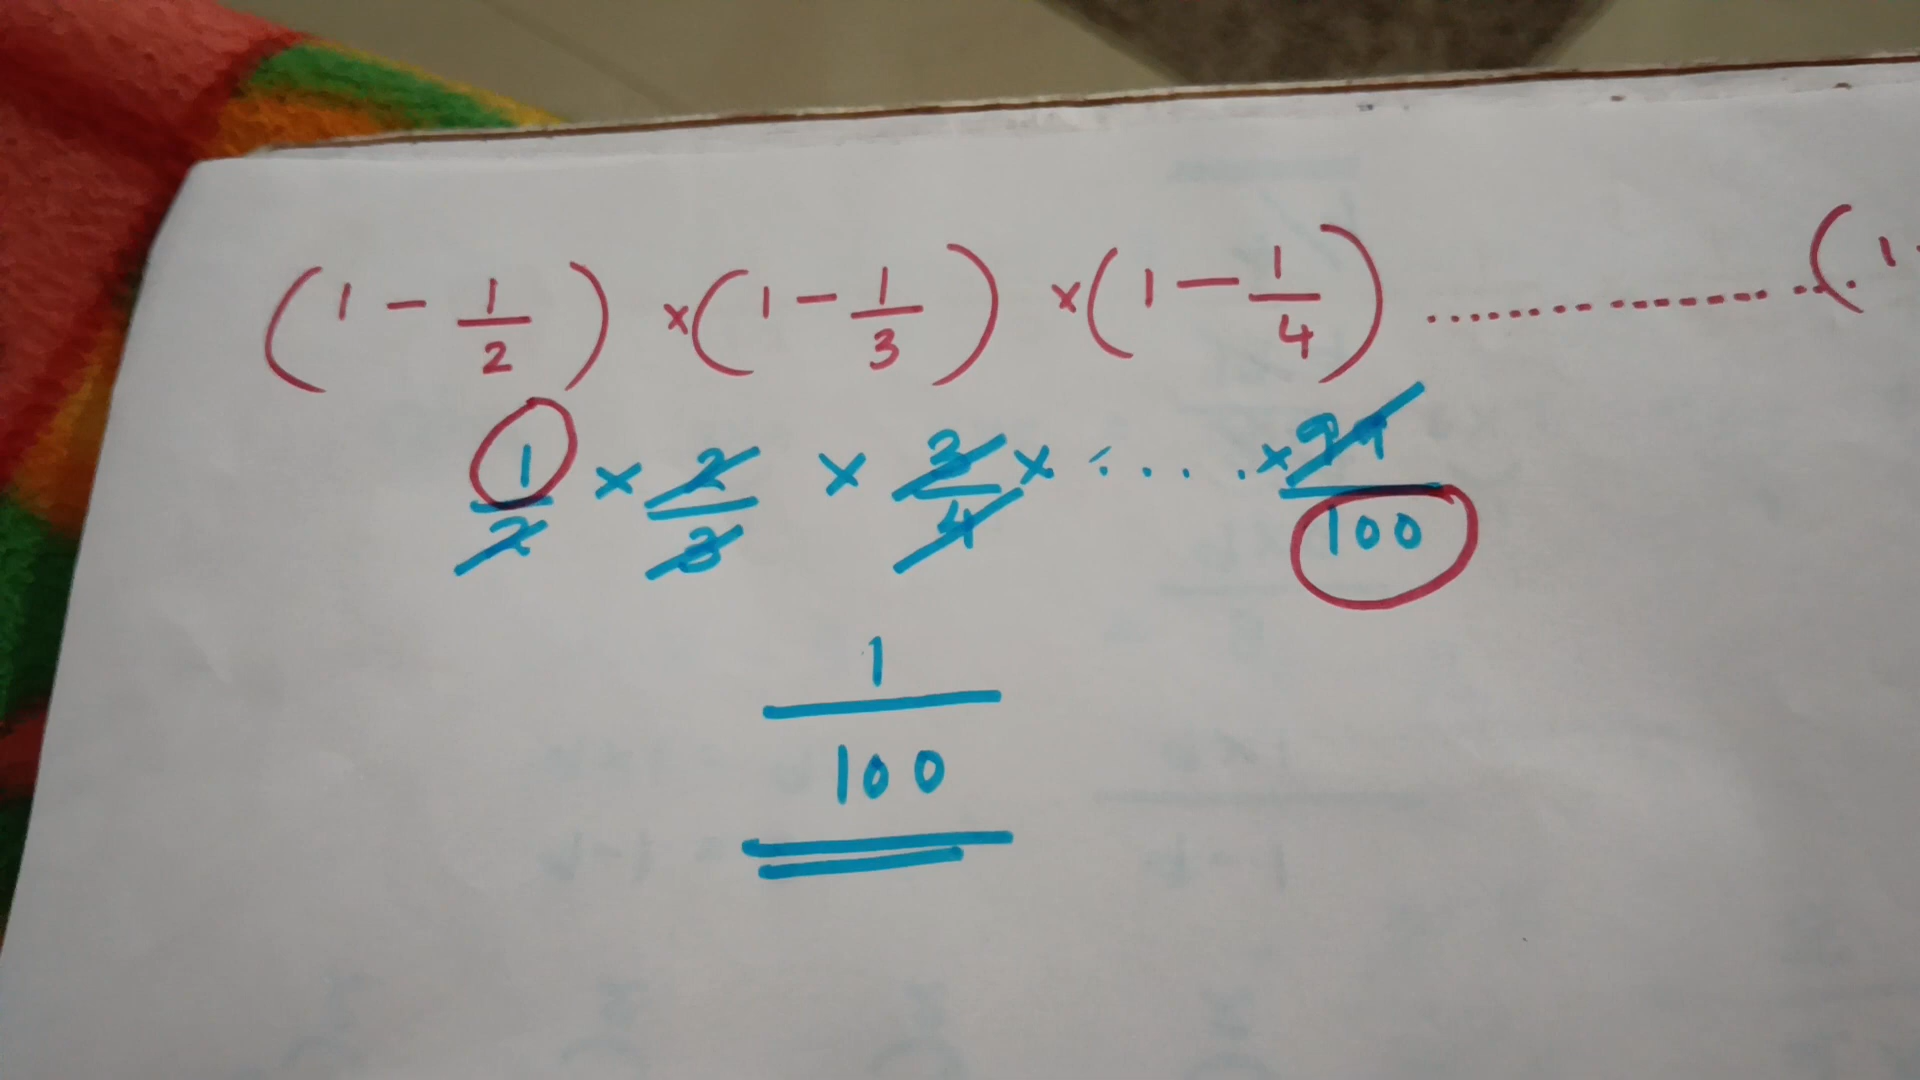 (1 - 1/2) × (1 - 1/3) × (1 - 1/4) .................... (1
1/2 × 2/3 × 3/4 × ..... × 99/100
1/100